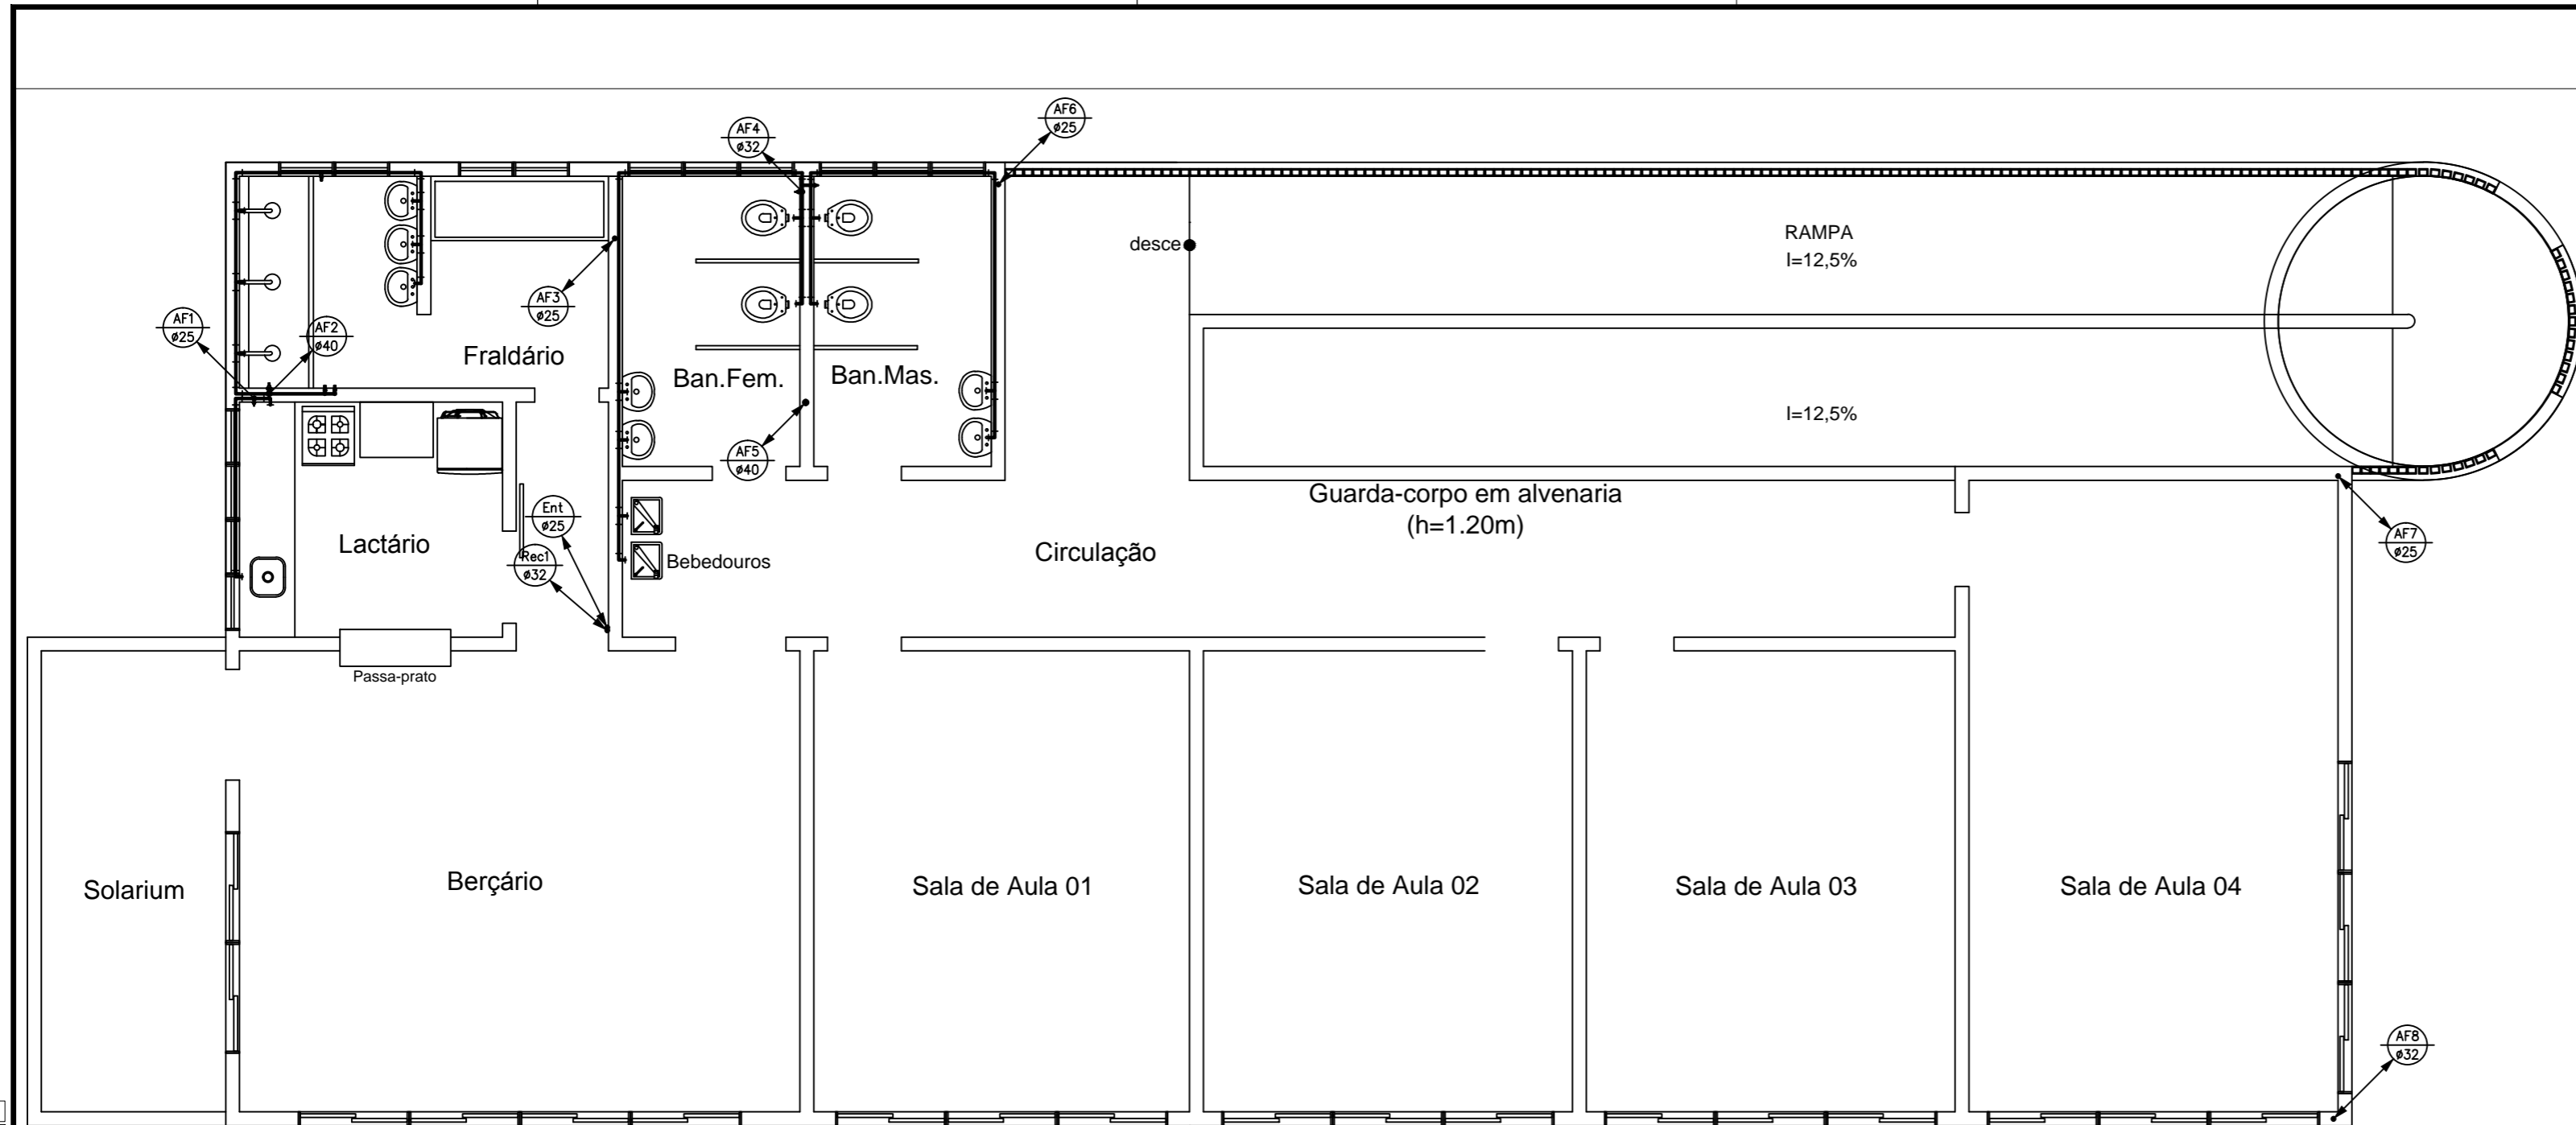 AF6
ø25
AF4
ø32
RAMPA
I=12,5%
desce
AF3
ø25
AF1
ø25
AF2
ø40
Fraldário
Ban.Fem.
Ban.Mas.
I=12,5%
AF5
ø40
Guarda-corpo em alvenaria
(h=1.20m)
Ent
ø25
Lactário
Rec1
ø32
Bebedouros
Circulação
AF7
ø25
Passa-prato
Solarium
Berçário
Sala de Aula 01
Sala de Aula 02
Sala de Aula 03
Sala de Aula 04
AF8
ø32